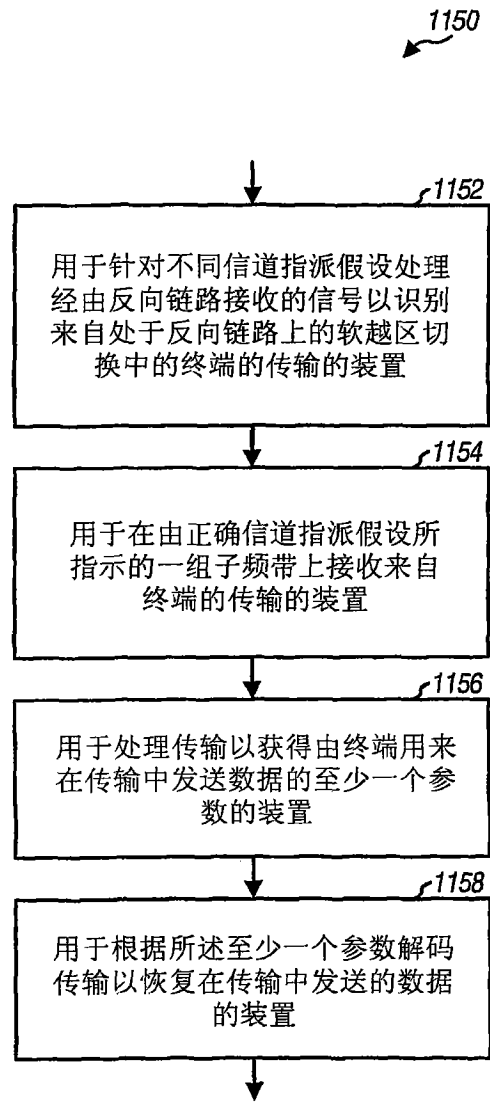 1150
1152
用于针对不同信道指派假设处理
经由反向链路接收的信号以识别
来自处于反向链路上的软越区切
换中的终端的传输的装置
1154
用于在由正确信道指派假设所
指示的一组子频带上接收来自
终端的传输的装置
1156
用于处理传输以获得由终端用来
在传输中发送数据的至少一个参
数的装置
1158
用于根据所述至少一个参数解码
传输以恢复在传输中发送的数据
的装置